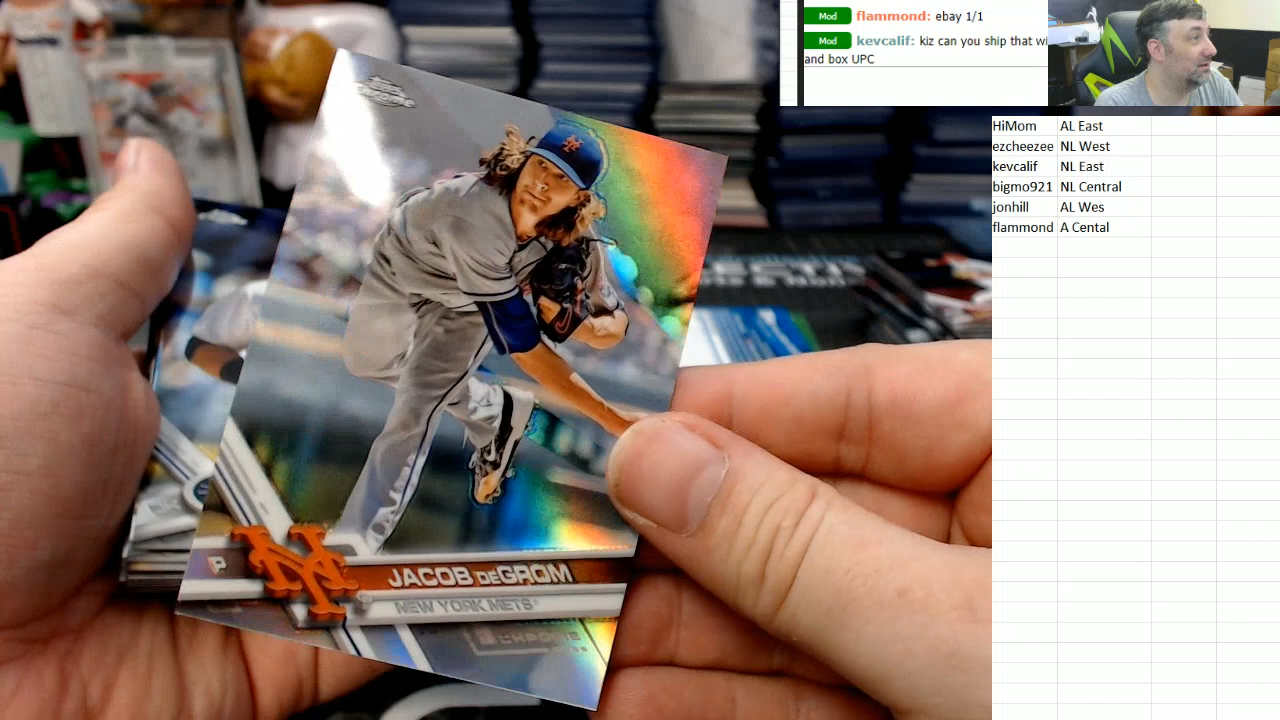 Mod flammond: ebay 1/1
Mod kevcalif: kiz can you ship that wi
and box UPC
HiMom AL East
ezcheezee NL West
kevcalif NL East
bigmo921 NL Central
jonhill AL Wes
flammond A Cental
P
NY
JACOB DEGROM
NEW YORK METS
CHROME